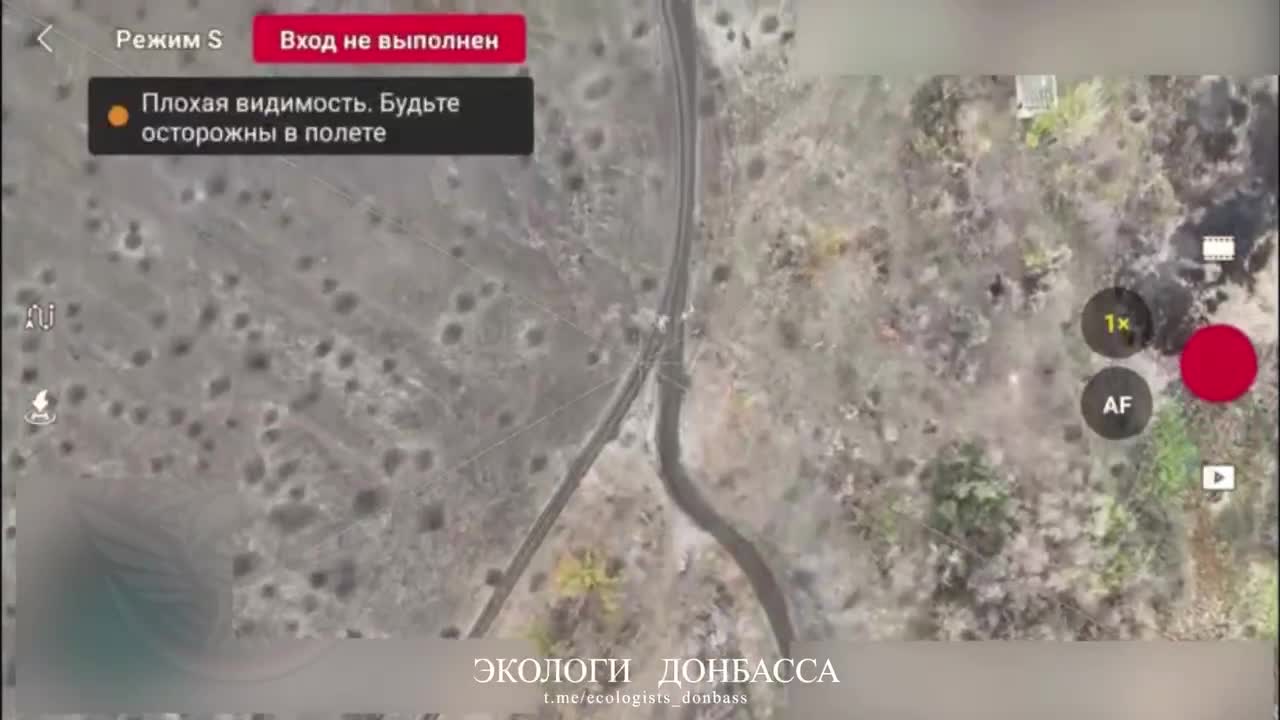 Режим S
Вход не выполнен
Плохая видимость. Будьте
осторожны в полете
1×
AF
ЭКОЛОГИ ДОНБАССА
t.me/ecologists_donbass